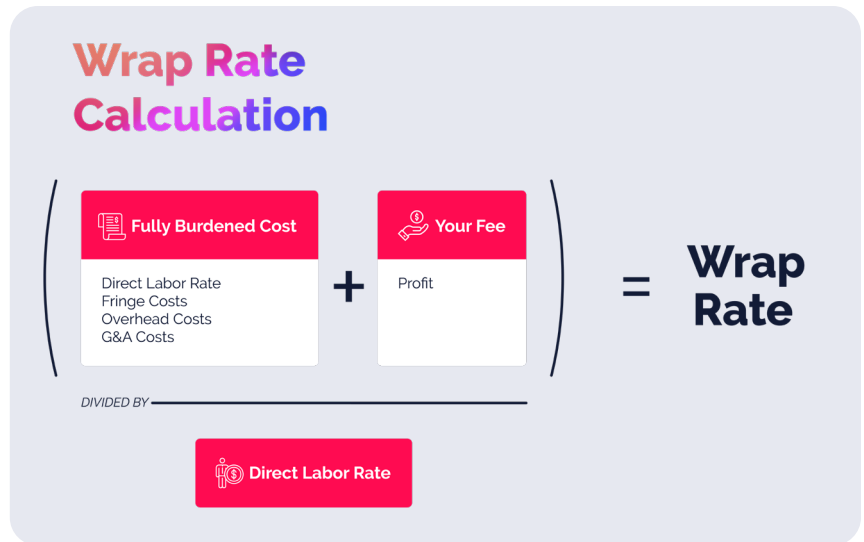 Wrap Rate
Calculation
Fully Burdened Cost
Direct Labor Rate
Fringe Costs
Overhead Costs
G&A Costs
+
Your Fee
Profit
=
Wrap
Rate
DIVIDED BY
Direct Labor Rate